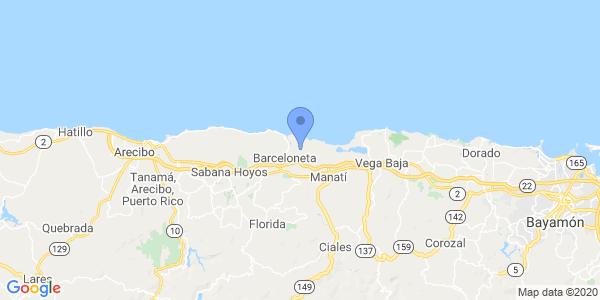 2
Hatillo
Arecibo
Barceloneta
Dorado
165
Sabana Hoyos
Vega Baja
Manatí
Tanamá,
Arecibo,
Puerto Rico
2
22
Quebrada
10
Florida
142
Bayamón
129
Ciales
137
159
Corozal
5
Lares
149
Google
Map data ©2020